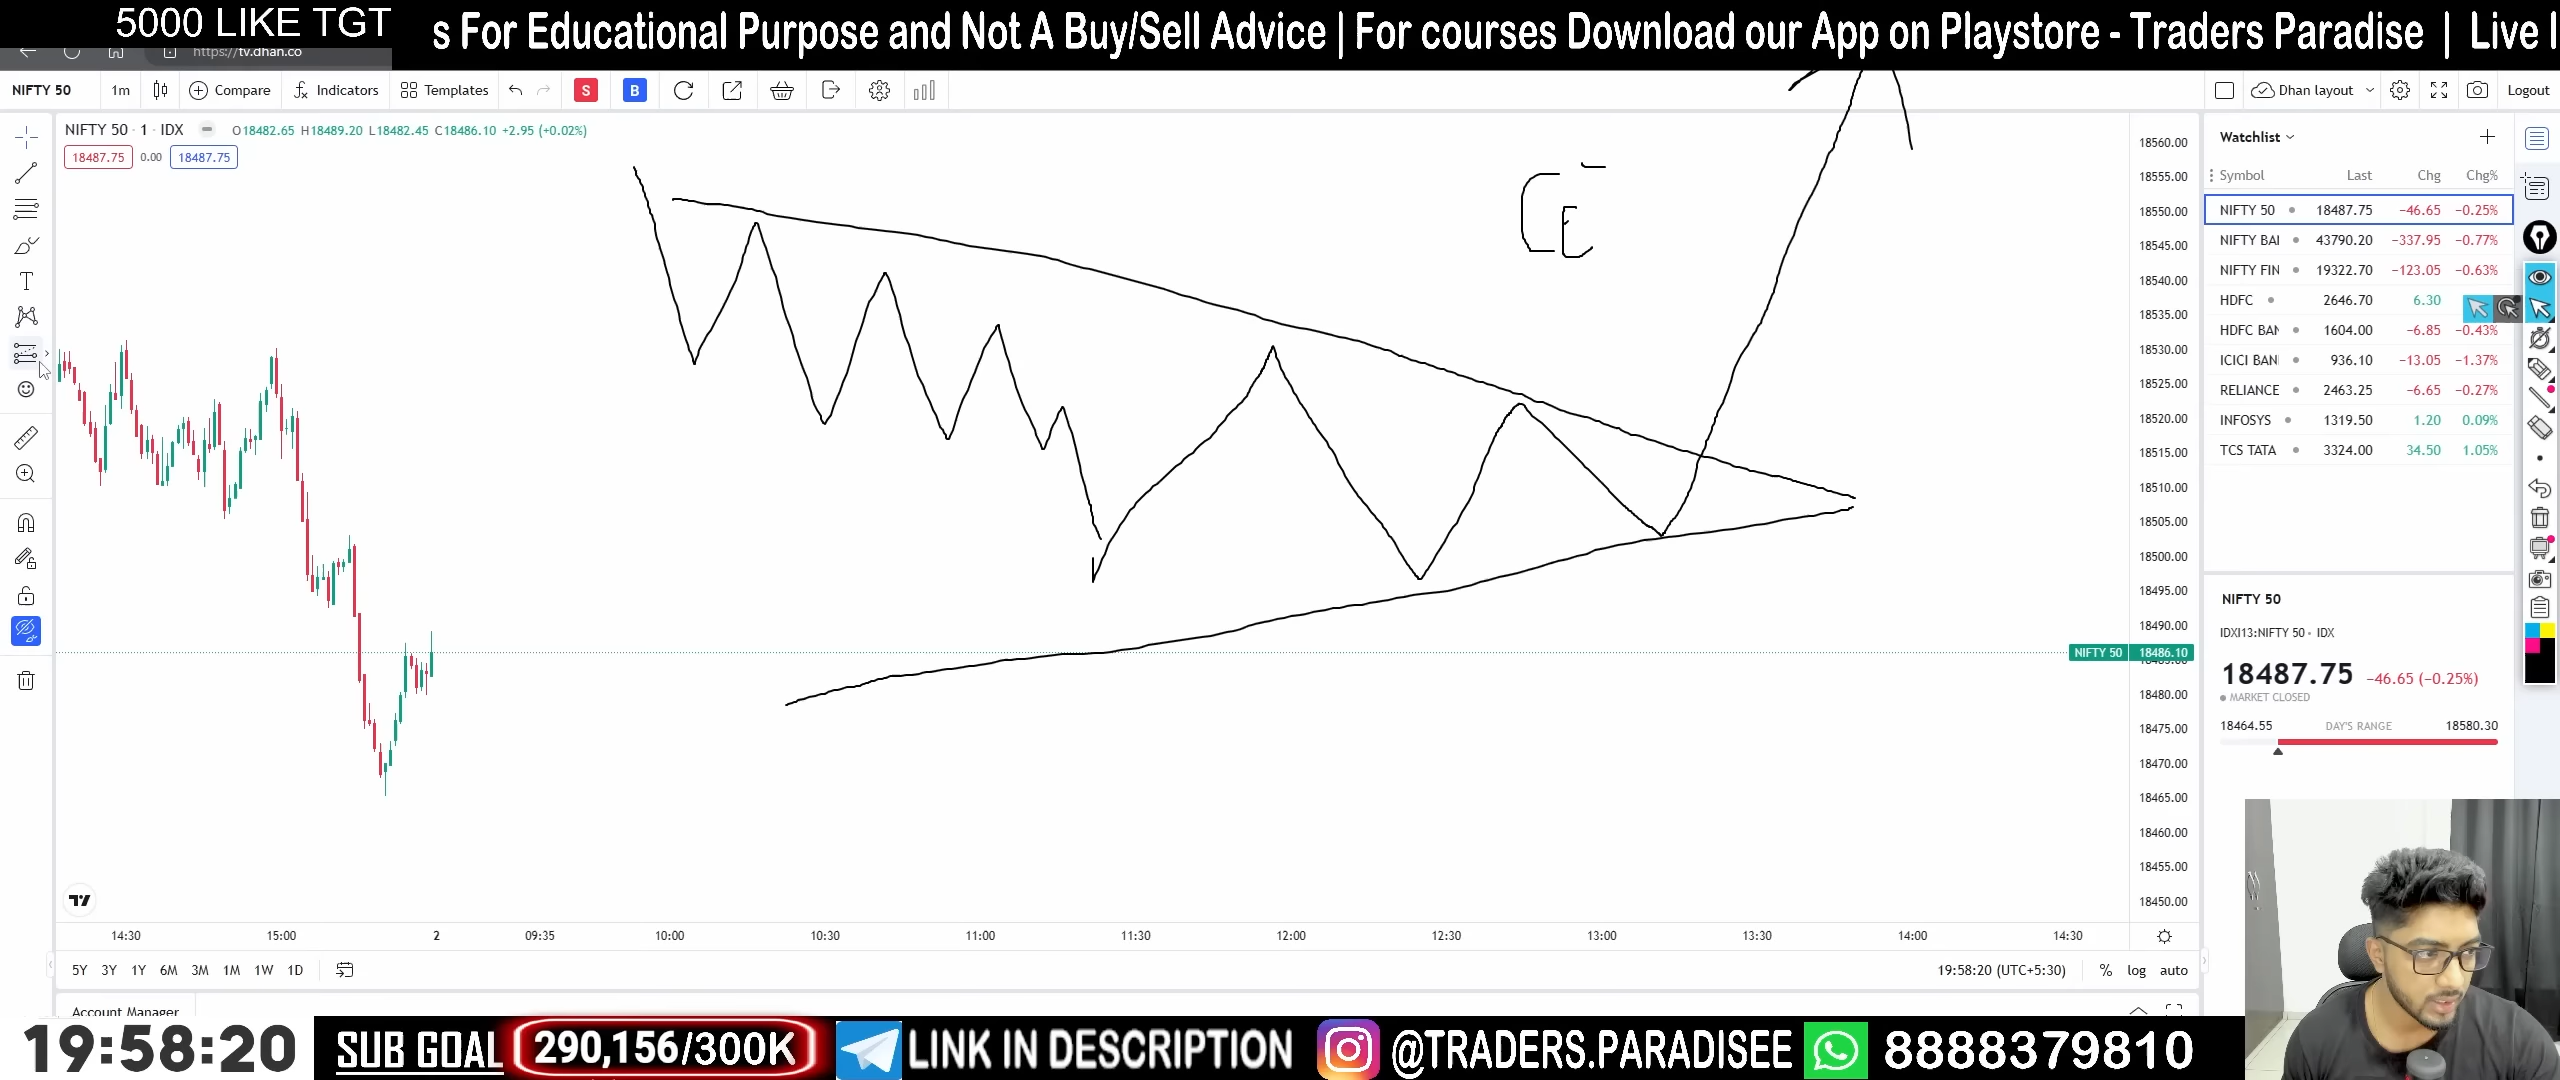 5000 LIKE TGT
s For Educational Purpose and Not A Buy/Sell Advice | For courses Download our App on Playstore - Traders Paradise | Live
https://tv.dhan.co
NIFTY 50 1m Compare Indicators Templates S B Dhan layout Logout
NIFTY 50 · 1 · IDX O18482.65 H18489.20 L18482.45 C18486.10 +2.95 (+0.02%)
18487.75 0.00 18487.75
CE
18560.00
18555.00
18550.00
18545.00
18540.00
18535.00
18530.00
18525.00
18520.00
18515.00
18510.00
18505.00
18500.00
18495.00
18490.00
NIFTY 50 18486.10
18480.00
18475.00
18470.00
18465.00
18460.00
18455.00
18450.00
14:30 15:00 2 09:35 10:00 10:30 11:00 11:30 12:00 12:30 13:00 13:30 14:00 14:30
5Y 3Y 1Y 6M 3M 1M 1W 1D 19:58:20 (UTC+5:30) % log auto
Account Manager
Watchlist
Symbol Last Chg Chg%
NIFTY 50 18487.75 −46.65 −0.25%
NIFTY BAI 43790.20 −337.95 −0.77%
NIFTY FIN 19322.70 −123.05 −0.63%
HDFC 2646.70 6.30
HDFC BAN 1604.00 −6.85 −0.43%
ICICI BAN 936.10 −13.05 −1.37%
RELIANCE 2463.25 −6.65 −0.27%
INFOSYS 1319.50 1.20 0.09%
TCS TATA 3324.00 34.50 1.05%
NIFTY 50
IDXI13:NIFTY 50 · IDX
18487.75 −46.65 (−0.25%)
MARKET CLOSED
18464.55 DAY'S RANGE 18580.30
19:58:20 SUB GOAL 290,156/300K LINK IN DESCRIPTION @TRADERS.PARADISEE 8888379810